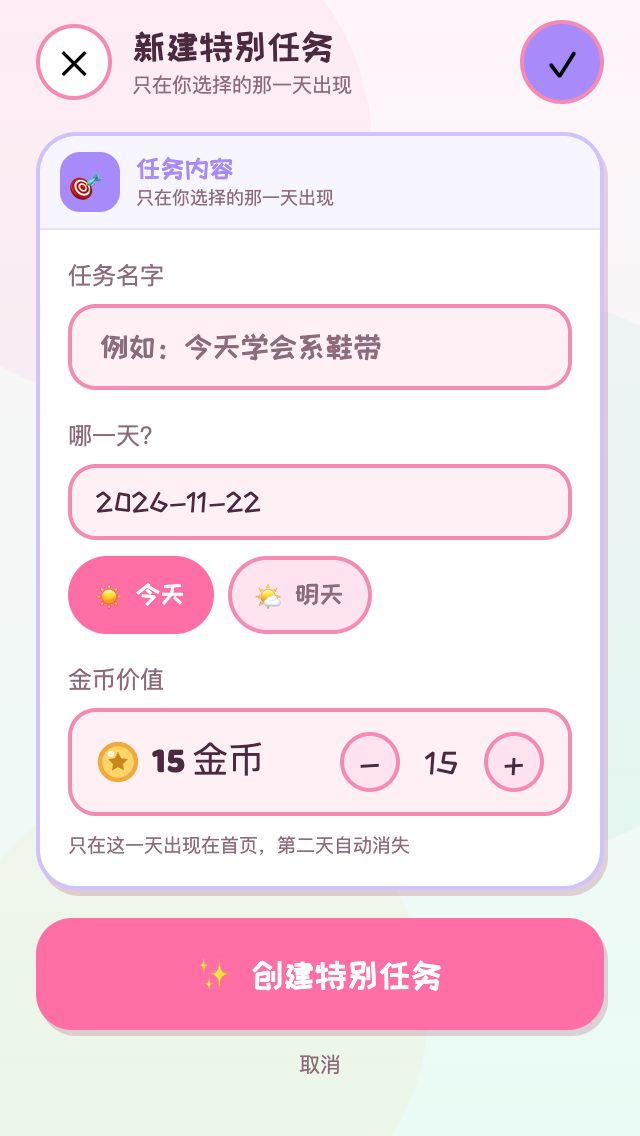 新建特别任务
只在你选择的那一天出现
任务内容
只在你选择的那一天出现
任务名字
例如：今天学会系鞋带
哪一天?
2026-11-22
今天
明天
金币价值
15 金币
− 15 +
只在这一天出现在首页，第二天自动消失
创建特别任务
取消